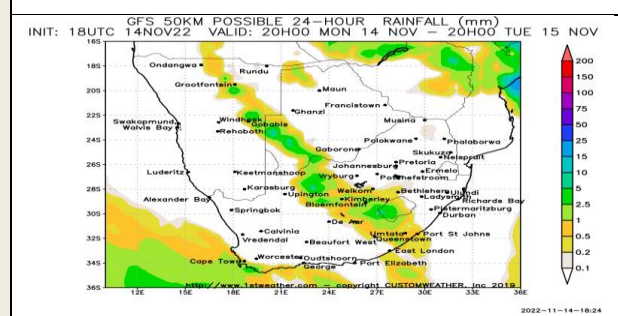 GFS 50KM POSSIBLE 24-HOUR RAINFALL (mm)
INIT: 18UTC 14NOV22 VALID: 20H00 MON 14 NOV - 20H00 TUE 15 NOV
16S
Ondangwa
Rundu
18S
Grootfontein
Maun
20S
Francistown
Ghanzi
22S
Windhoek
Gobabis
Musina
Swakopmund
Walvis Bay
Rehoboth
24S
Polokwane
Phalaborwa
Gaborone
Skukuza
Pretoria
Nelspruit
26S
Johannesburg
Luderitz
Keetmanshoop
Vryburg
Ermelo
Potchefstroom
Karasburg
Welkom
Bethlehem
Ulundi
28S
Upington
Kimberley
Ladysmith
Richards Bay
Alexander Bay
Bloemfontein
Pietermaritzburg
30S
Springbok
Durban
De Aar
Calvinia
Umtata
Port St Johns
32S
Vredendal
Beaufort West
Queenstown
East London
Cape Town
Worcester
Oudtshoorn
34S
George
Port Elizabeth
36S
http://www.1stweather.com - copyright CUSTOMWEATHER, Inc 2019
12E 15E 18E 21E 24E 27E 30E 33E 36E
200
150
100
75
50
25
15
10
5
2.5
1
0.5
0.2
0.1
2022-11-14-18:24